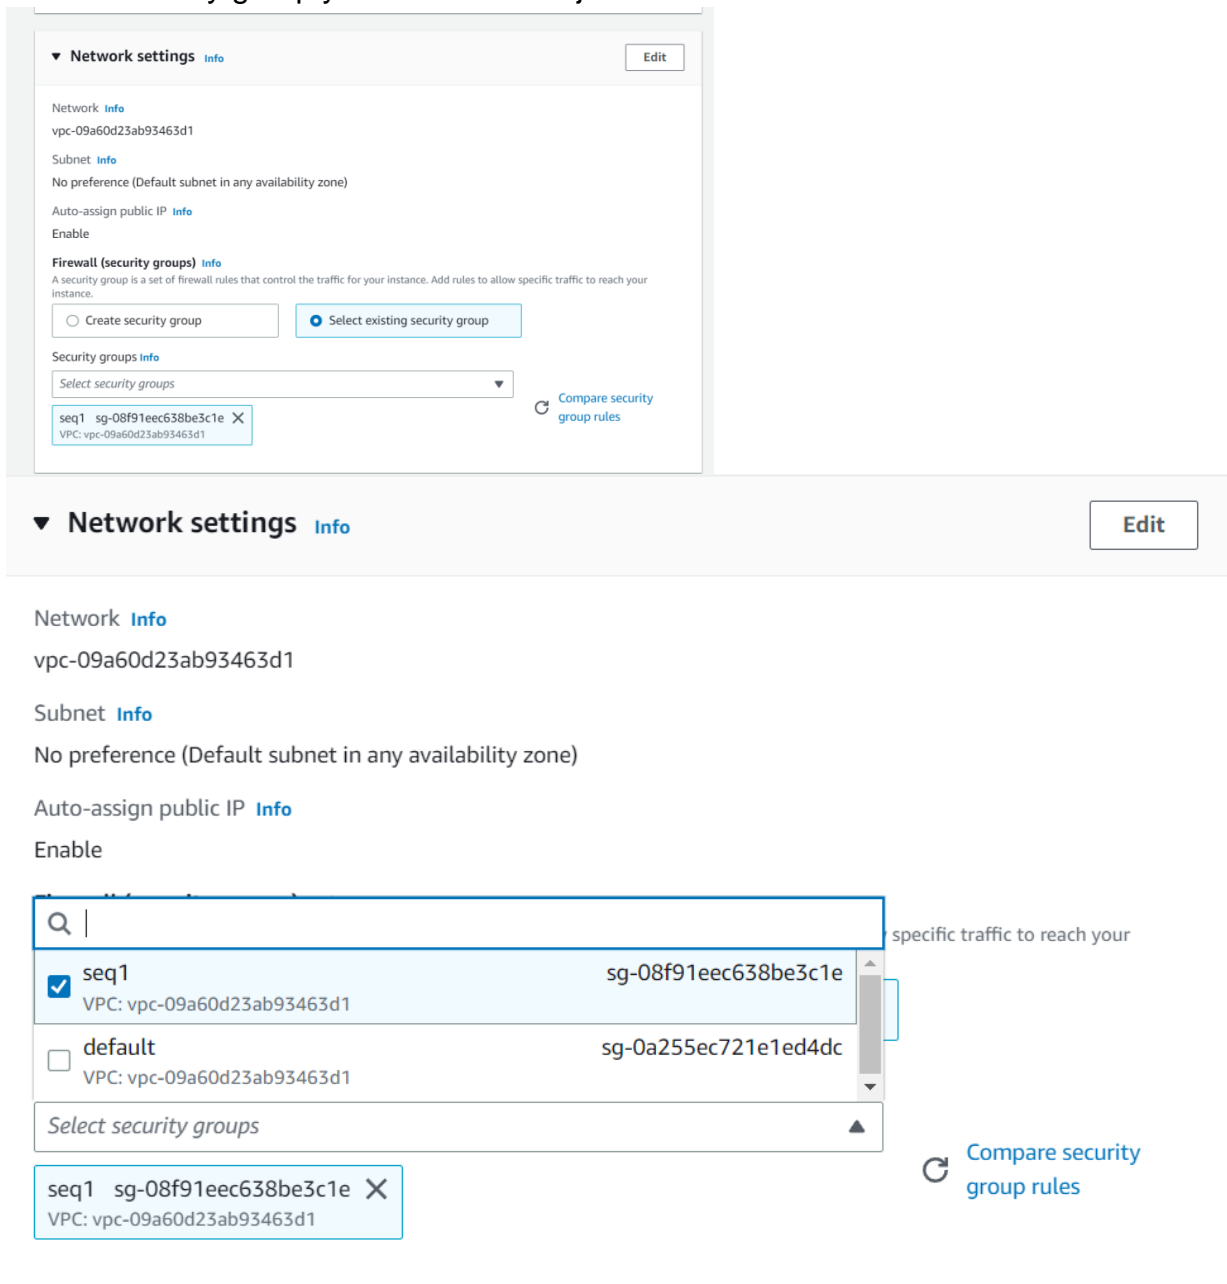 ▼ Network settings Info
Edit
Network Info
vpc-09a60d23ab93463d1
Subnet Info
No preference (Default subnet in any availability zone)
Auto-assign public IP Info
Enable
Firewall (security groups) Info
A security group is a set of firewall rules that control the traffic for your instance. Add rules to allow specific traffic to reach your
instance.
Create security group
Select existing security group
Security groups Info
Select security groups
Compare security
group rules
seq1 sg-08f91eec638be3c1e
VPC: vpc-09a60d23ab93463d1
▼ Network settings Info
Edit
Network Info
vpc-09a60d23ab93463d1
Subnet Info
No preference (Default subnet in any availability zone)
Auto-assign public IP Info
Enable
specific traffic to reach your
seq1 sg-08f91eec638be3c1e
VPC: vpc-09a60d23ab93463d1
default sg-0a255ec721e1ed4dc
VPC: vpc-09a60d23ab93463d1
Select security groups
Compare security
group rules
seq1 sg-08f91eec638be3c1e
VPC: vpc-09a60d23ab93463d1